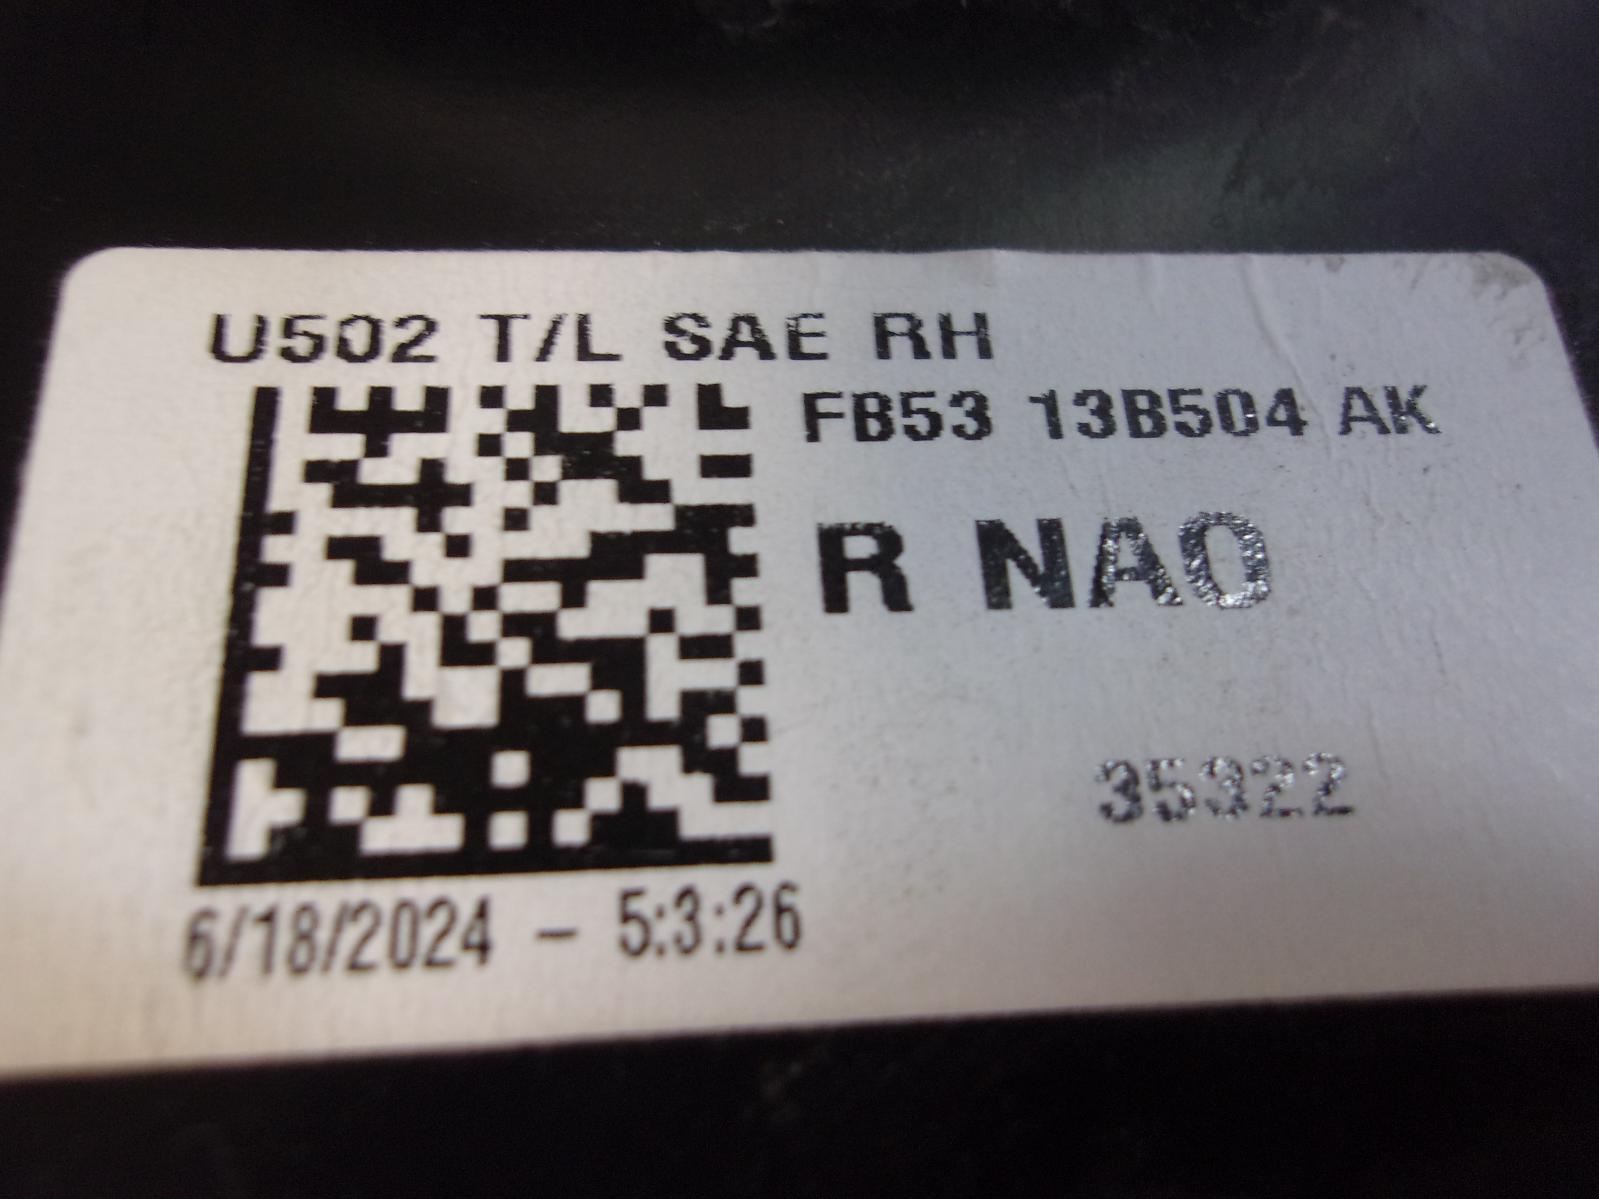 U502 T/L SAE RH
FB53 13B504 AK
R NAO
35322
6/18/2024 - 5:3:26